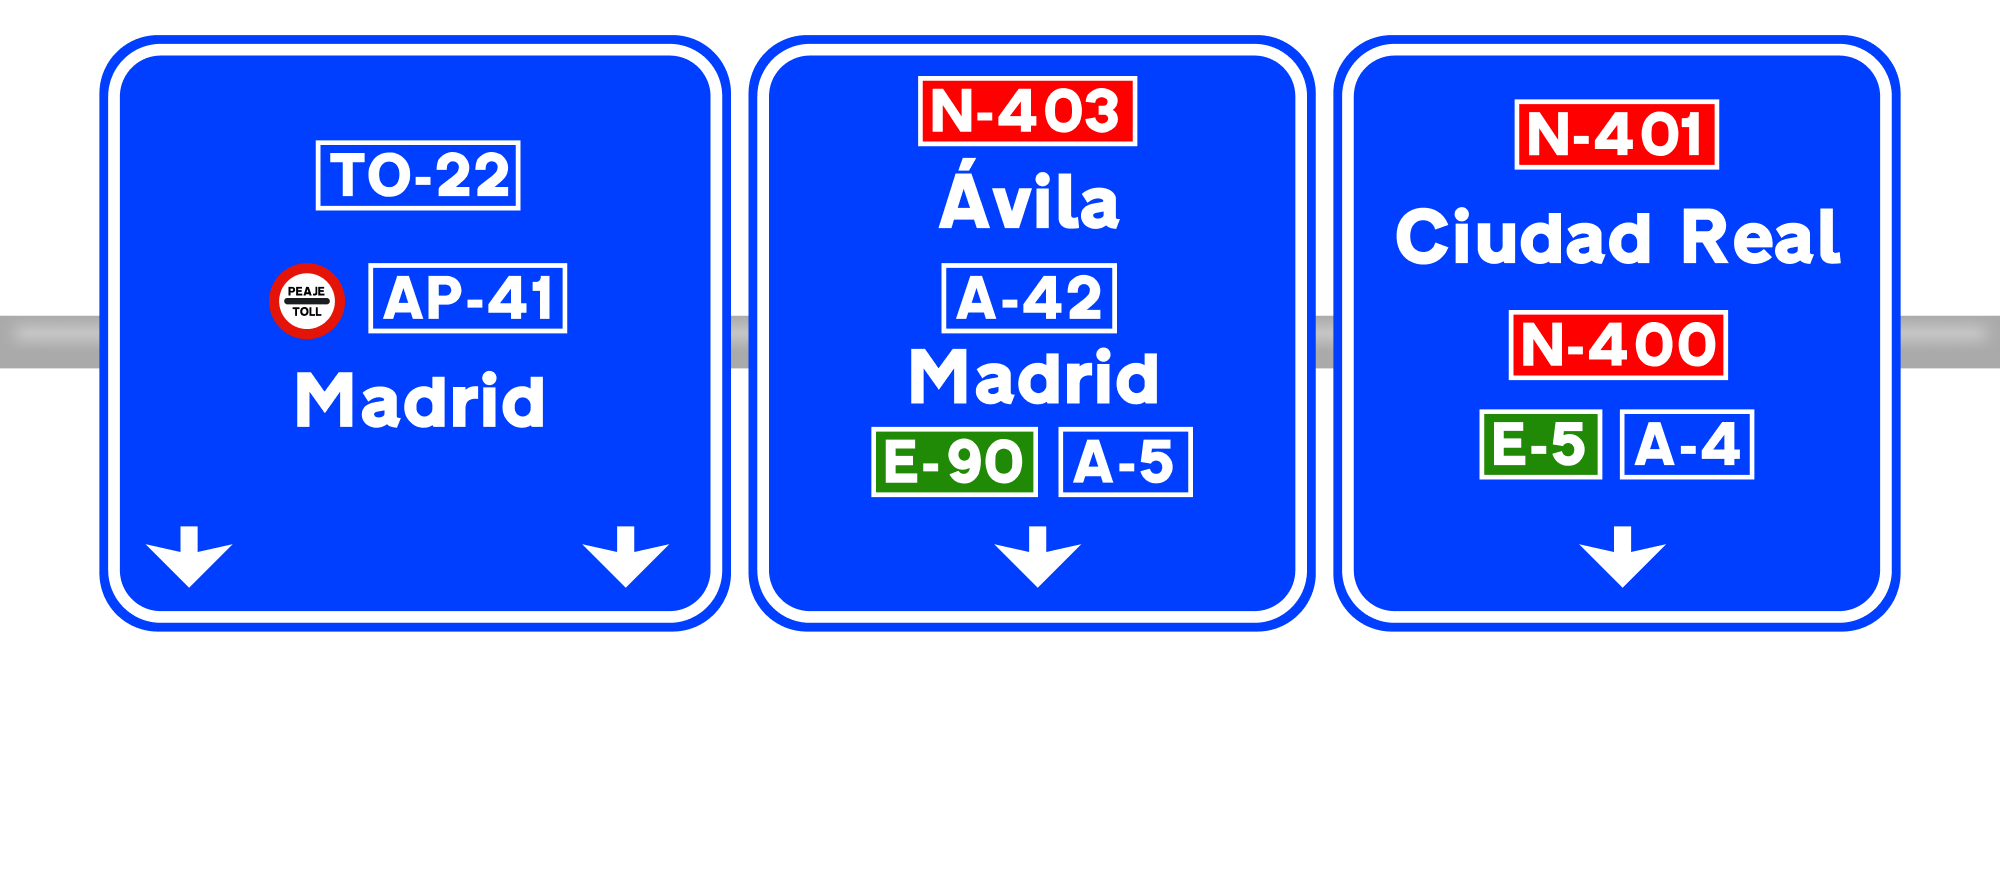 TO-22
PEAJE
TOLL
AP-41
Madrid
N-403
Ávila
A-42
Madrid
E-90 A-5
N-401
Ciudad Real
N-400
E-5 A-4